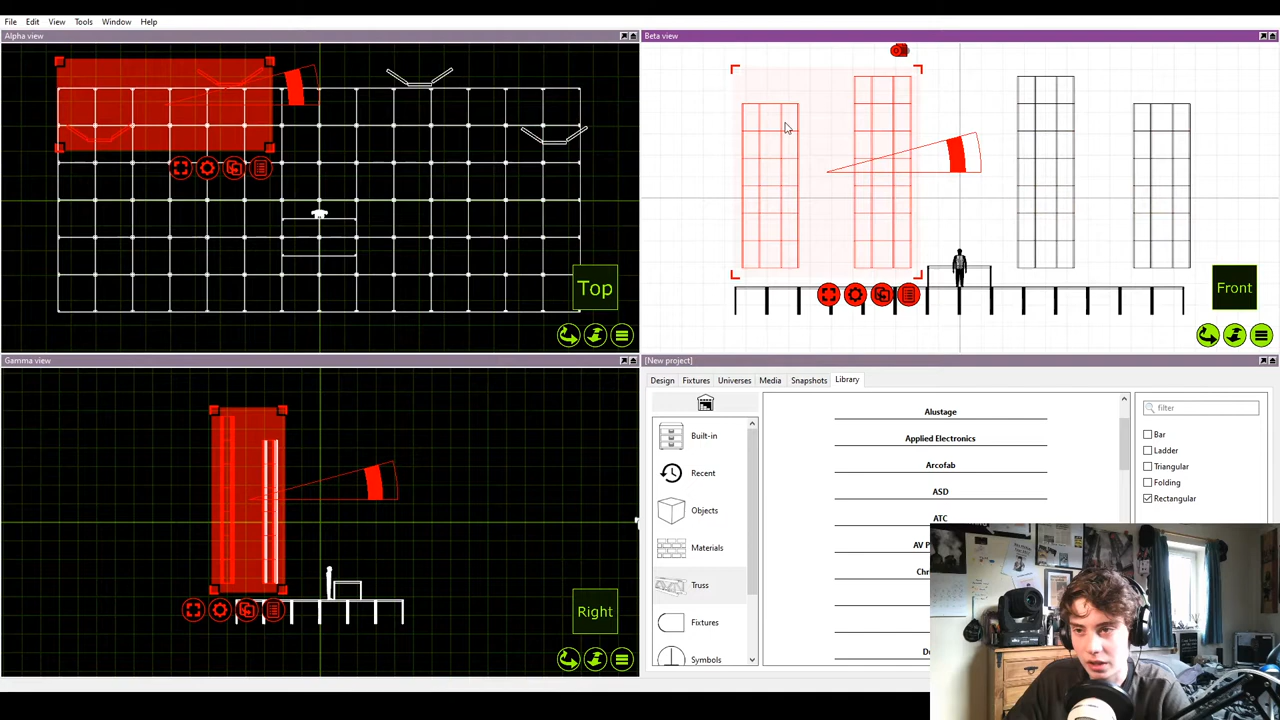 File Edit View Tools Window Help
Alpha view
Top
Beta view
Front
Gamma view
Right
[New project]
Design Fixtures Universes Media Snapshots Library
Built-in
Recent
Objects
Materials
Truss
Fixtures
Symbols
Alustage
Applied Electronics
Arcofab
ASD
ATC
AV P
Chr
filter
Bar
Ladder
Triangular
Folding
Rectangular